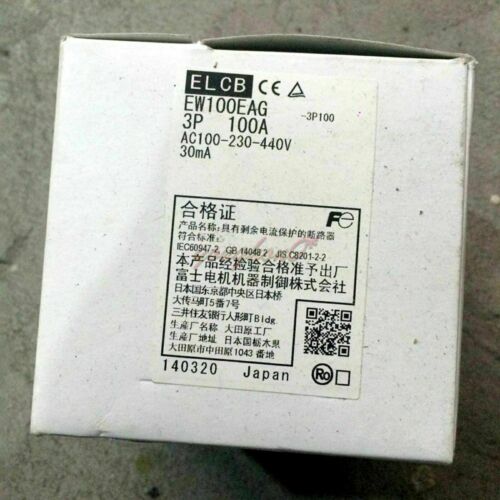 ELCB CE
EW100EAG -3P100
3P 100A
AC100-230-440V
30mA
合格证 Fe
产品名称:具有剩余电流保护的断路器
符合标准:
IEC60947-2, GB 14048.2 JIS C8201-2-2
本产品经检验合格准予出厂
富士电机机器制御株式会社
日本国东京都中央区日本桥
大传马町5番7号
三井住友银行人形町Bldg.
生産厂名称 大田原工厂
生産厂地址 日本国栃木県
大田原市中田原1043番地
140320 Japan
Ro